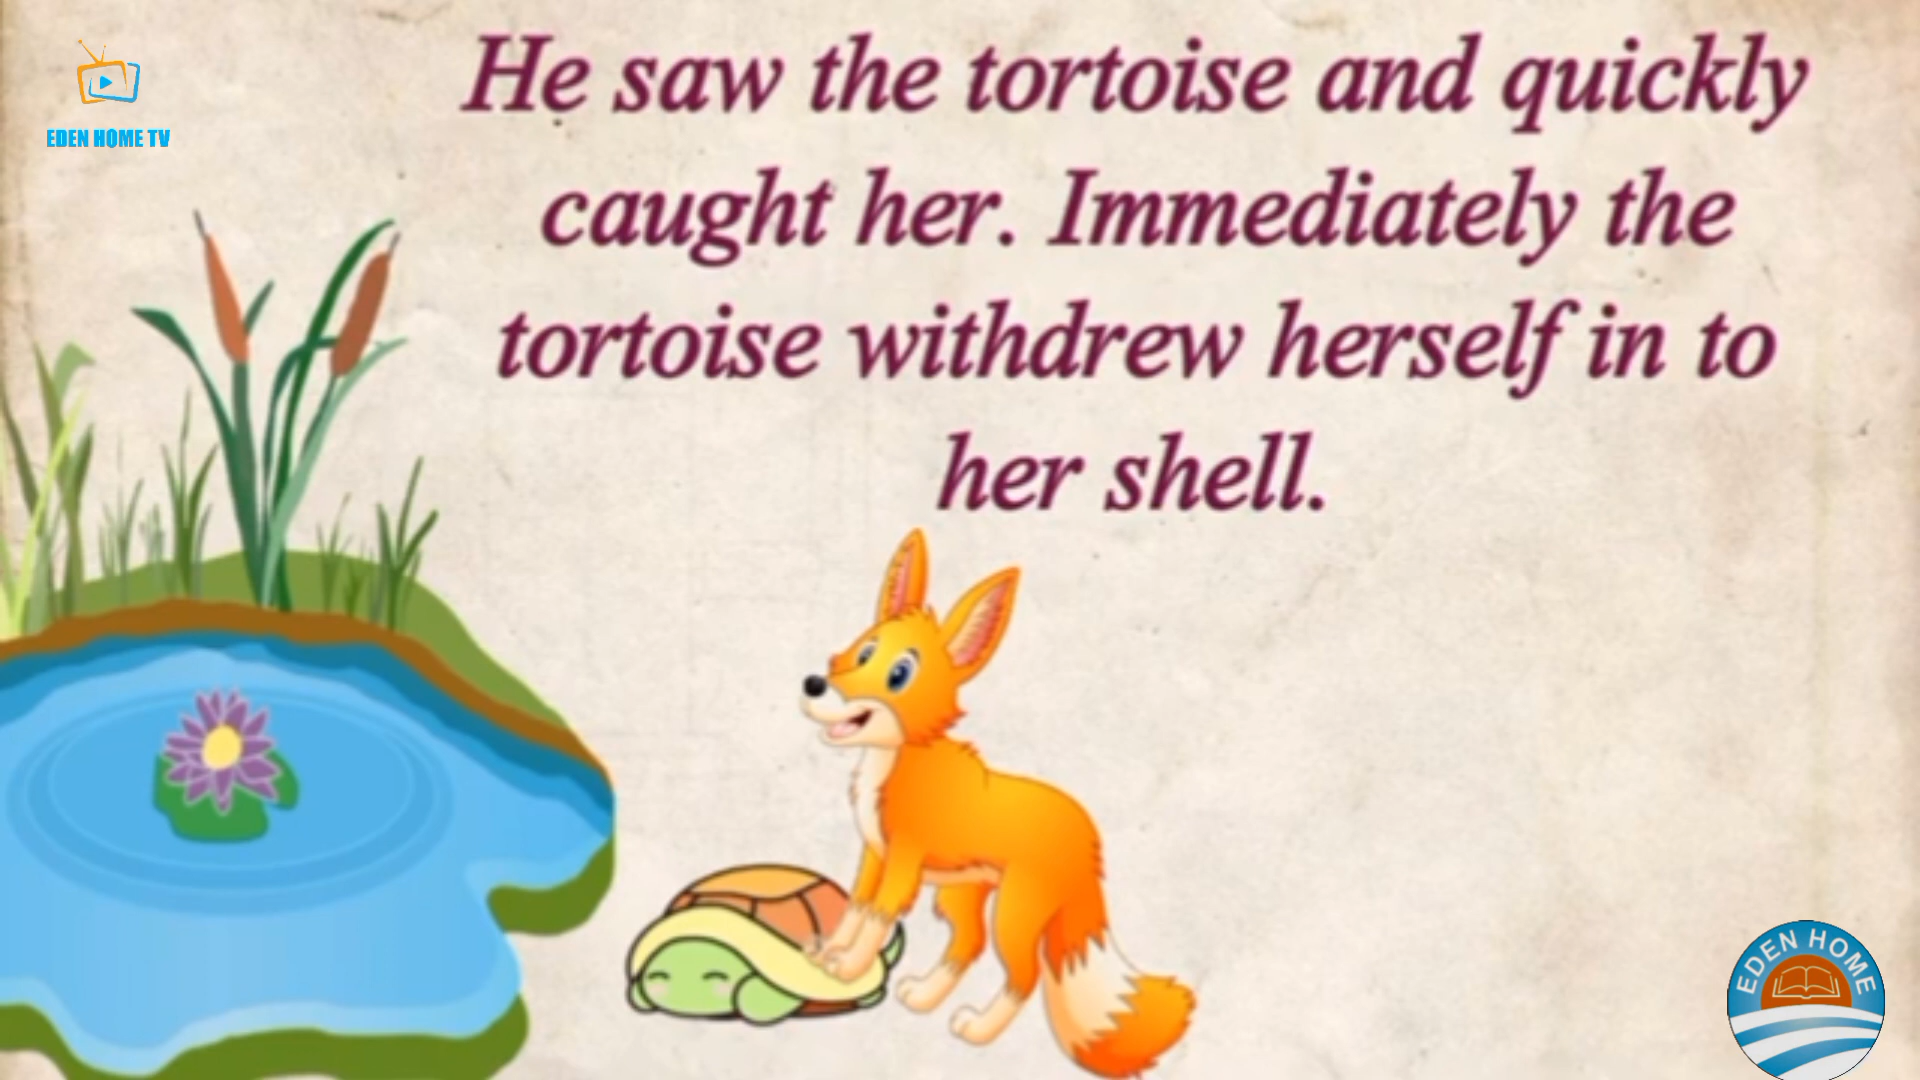 EDEN HOME TV
He saw the tortoise and quickly
caught her. Immediately the
tortoise withdrew herself in to
her shell.
EDEN HOME